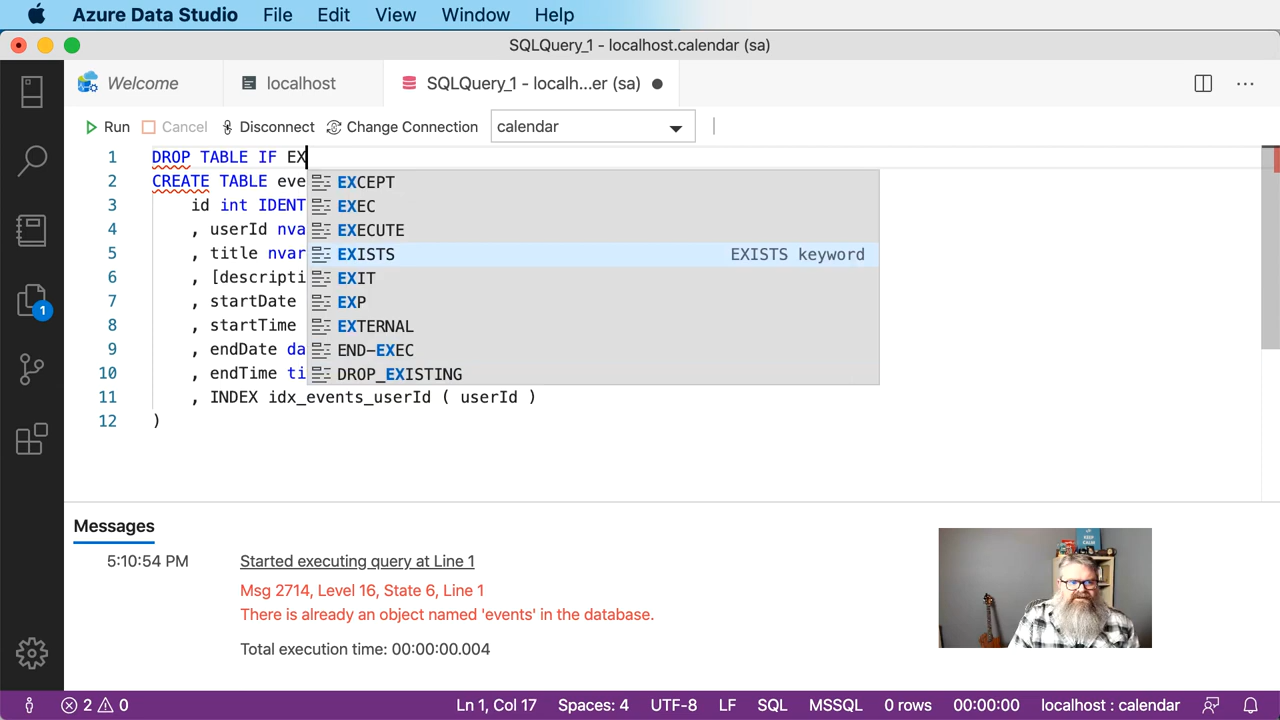 Azure Data Studio File Edit View Window Help
SQLQuery_1 - localhost.calendar (sa)
Welcome localhost SQLQuery_1 - localh...er (sa)
Run Cancel Disconnect Change Connection calendar
1 DROP TABLE IF EX
2 CREATE TABLE eve
EXCEPT
3 id int IDENT
EXEC
4 , userId nva
EXECUTE
5 , title nvar
EXISTS EXISTS keyword
6 , [descripti
EXIT
7 , startDate
EXP
8 , startTime
EXTERNAL
9 , endDate da
END-EXEC
10 , endTime ti
DROP_EXISTING
11 , INDEX idx_events_userId ( userId )
12 )
1
Messages
5:10:54 PM Started executing query at Line 1
Msg 2714, Level 16, State 6, Line 1
There is already an object named 'events' in the database.
Total execution time: 00:00:00.004
KEEP
CALM
2 0 Ln 1, Col 17 Spaces: 4 UTF-8 LF SQL MSSQL 0 rows 00:00:00 localhost : calendar